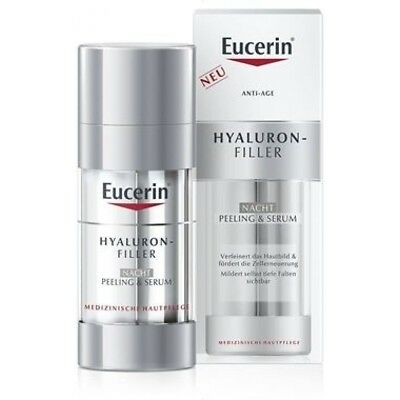 Eucerin®
HYALURON-
FILLER
NACHT
PEELING & SERUM
MEDIZINISCHE HAUTPFLEGE
Eucerin®
NEU
ANTI-AGE
HYALURON-
FILLER
NACHT
PEELING & SERUM
Verfeinert das Hautbild &
fördert die Zellerneuerung
Mildert selbst tiefe Falten
sichtbar
MEDIZINISCHE HAUTPFLEGE